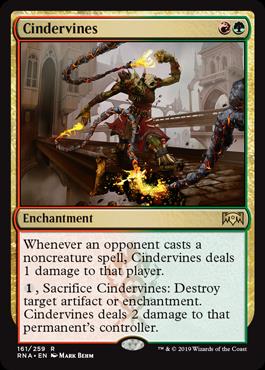 Cindervines
Enchantment
Whenever an opponent casts a
noncreature spell, Cindervines deals
1 damage to that player.
1 , Sacrifice Cindervines: Destroy
target artifact or enchantment.
Cindervines deals 2 damage to that
permanent's controller.
161/259 R
RNA • EN Mark Behm
™ & © 2019 Wizards of the Coast